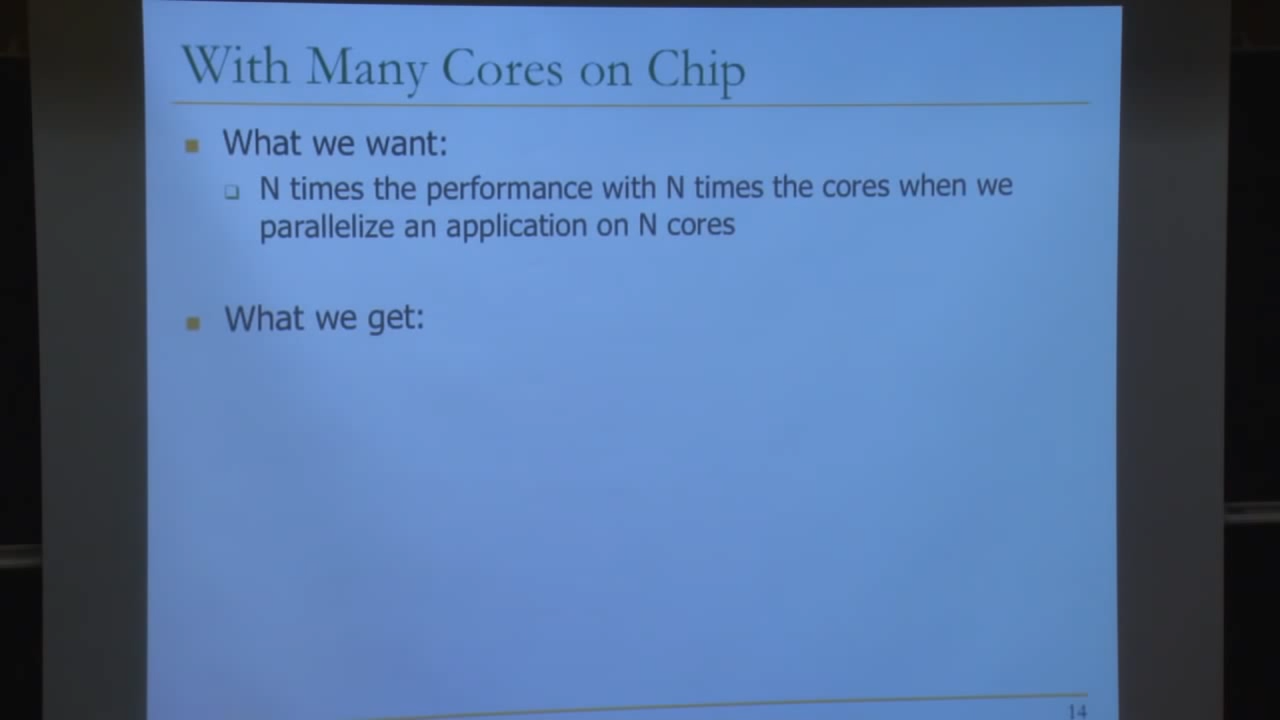 With Many Cores on Chip
What we want:
N times the performance with N times the cores when we
parallelize an application on N cores
What we get:
14